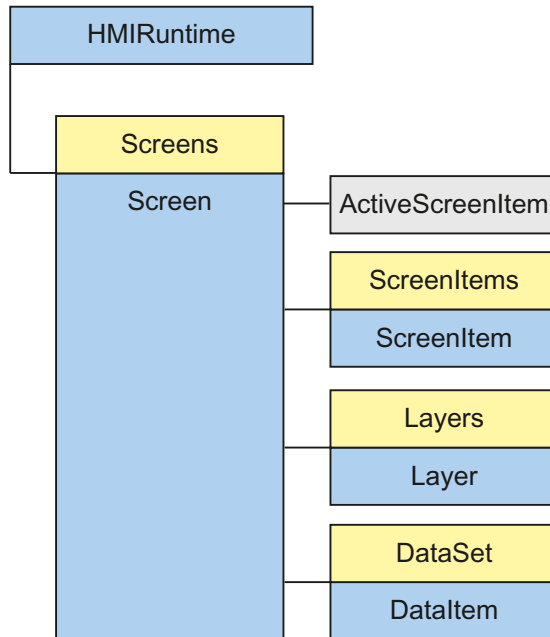 HMIRuntime
Screens
Screen
ActiveScreenItem
ScreenItems
ScreenItem
Layers
Layer
DataSet
DataItem